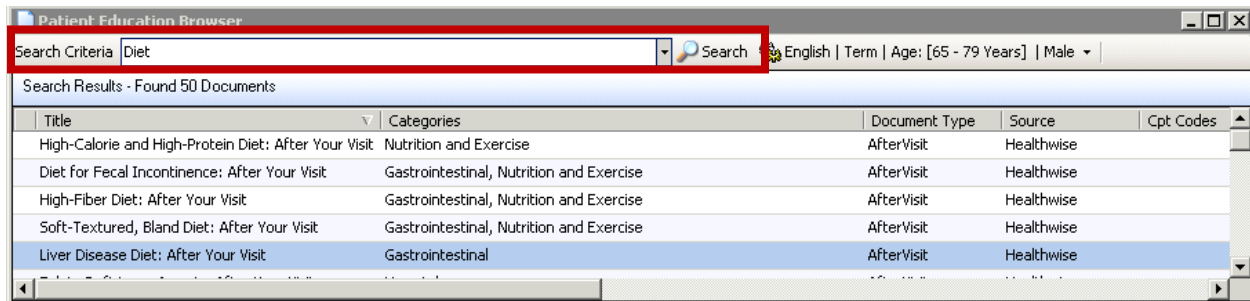 Patient Education Browser
Search Criteria Diet Search English | Term | Age: [65 - 79 Years] | Male
Search Results - Found 50 Documents
Title Categories Document Type Source Cpt Codes
High-Calorie and High-Protein Diet: After Your Visit Nutrition and Exercise AfterVisit Healthwise
Diet for Fecal Incontinence: After Your Visit Gastrointestinal, Nutrition and Exercise AfterVisit Healthwise
High-Fiber Diet: After Your Visit Gastrointestinal, Nutrition and Exercise AfterVisit Healthwise
Soft-Textured, Bland Diet: After Your Visit Gastrointestinal, Nutrition and Exercise AfterVisit Healthwise
Liver Disease Diet: After Your Visit Gastrointestinal AfterVisit Healthwise